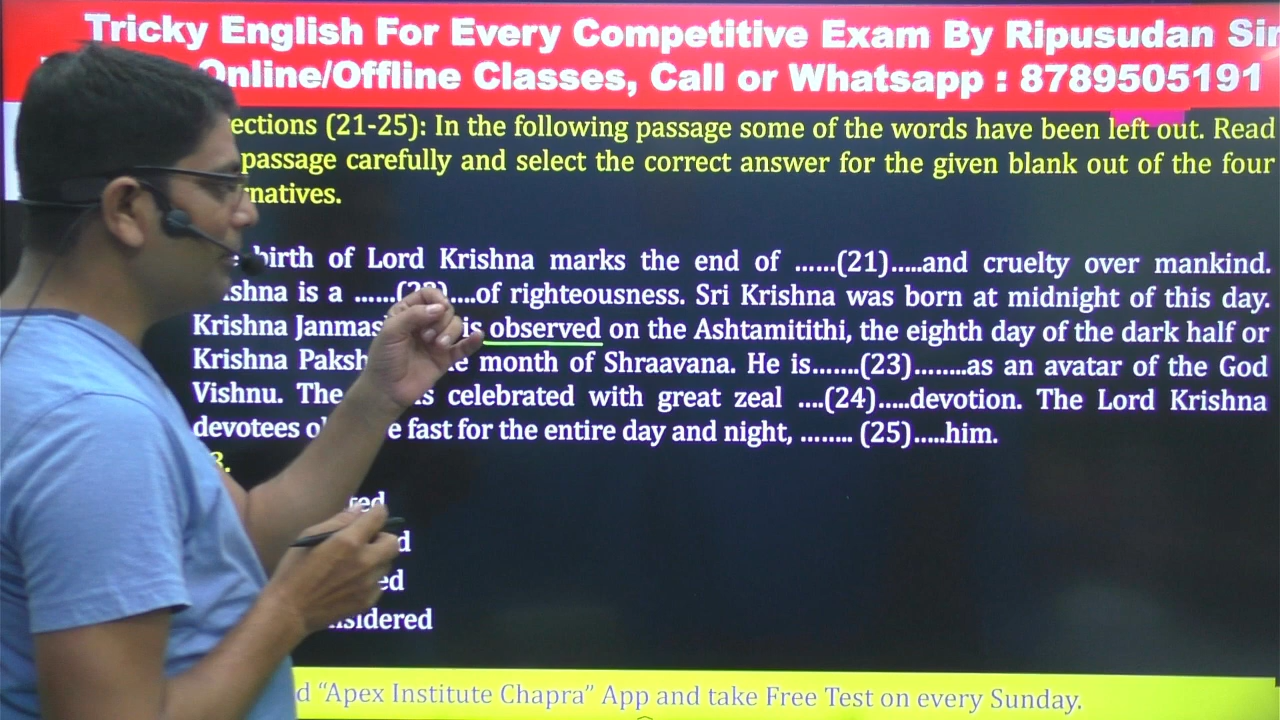 Tricky English For Every Competitive Exam By Ripusudan Sin
Online/Offline Classes, Call or Whatsapp : 8789505191
ections (21-25): In the following passage some of the words have been left out. Read
passage carefully and select the correct answer for the given blank out of the four
natives.
birth of Lord Krishna marks the end of ......(21).....and cruelty over mankind.
shna is a ......(22)....of righteousness. Sri Krishna was born at midnight of this day.
Krishna Janmas is observed on the Ashtamitithi, the eighth day of the dark half or
Krishna Paksh e month of Shraavana. He is.......(23)........as an avatar of the God
Vishnu. The is celebrated with great zeal ....(24).....devotion. The Lord Krishna
devotees o e fast for the entire day and night, ........ (25).....him.
3.
red
d
ed
nsidered
d “Apex Institute Chapra” App and take Free Test on every Sunday.